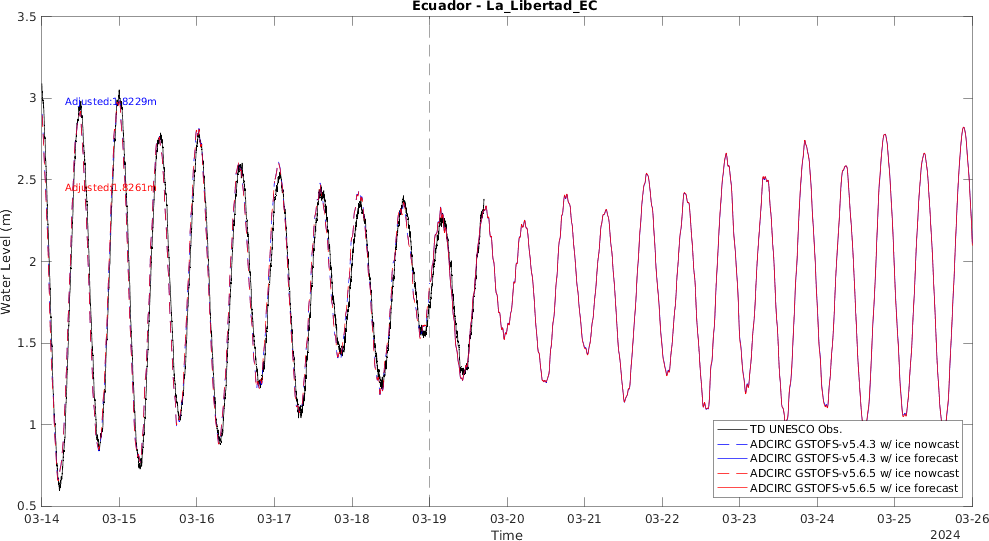 Ecuador - La_Libertad_EC
3.5
3
2.5
2
1.5
1
0.5
Water Level (m)
Adjusted:1.8229m
Adjusted:1.8261m
TD UNESCO Obs.
ADCIRC GSTOFS-v5.4.3 w/ ice nowcast
ADCIRC GSTOFS-v5.4.3 w/ ice forecast
ADCIRC GSTOFS-v5.6.5 w/ ice nowcast
ADCIRC GSTOFS-v5.6.5 w/ ice forecast
03-14 03-15 03-16 03-17 03-18 03-19 03-20 03-21 03-22 03-23 03-24 03-25 03-26
Time
2024